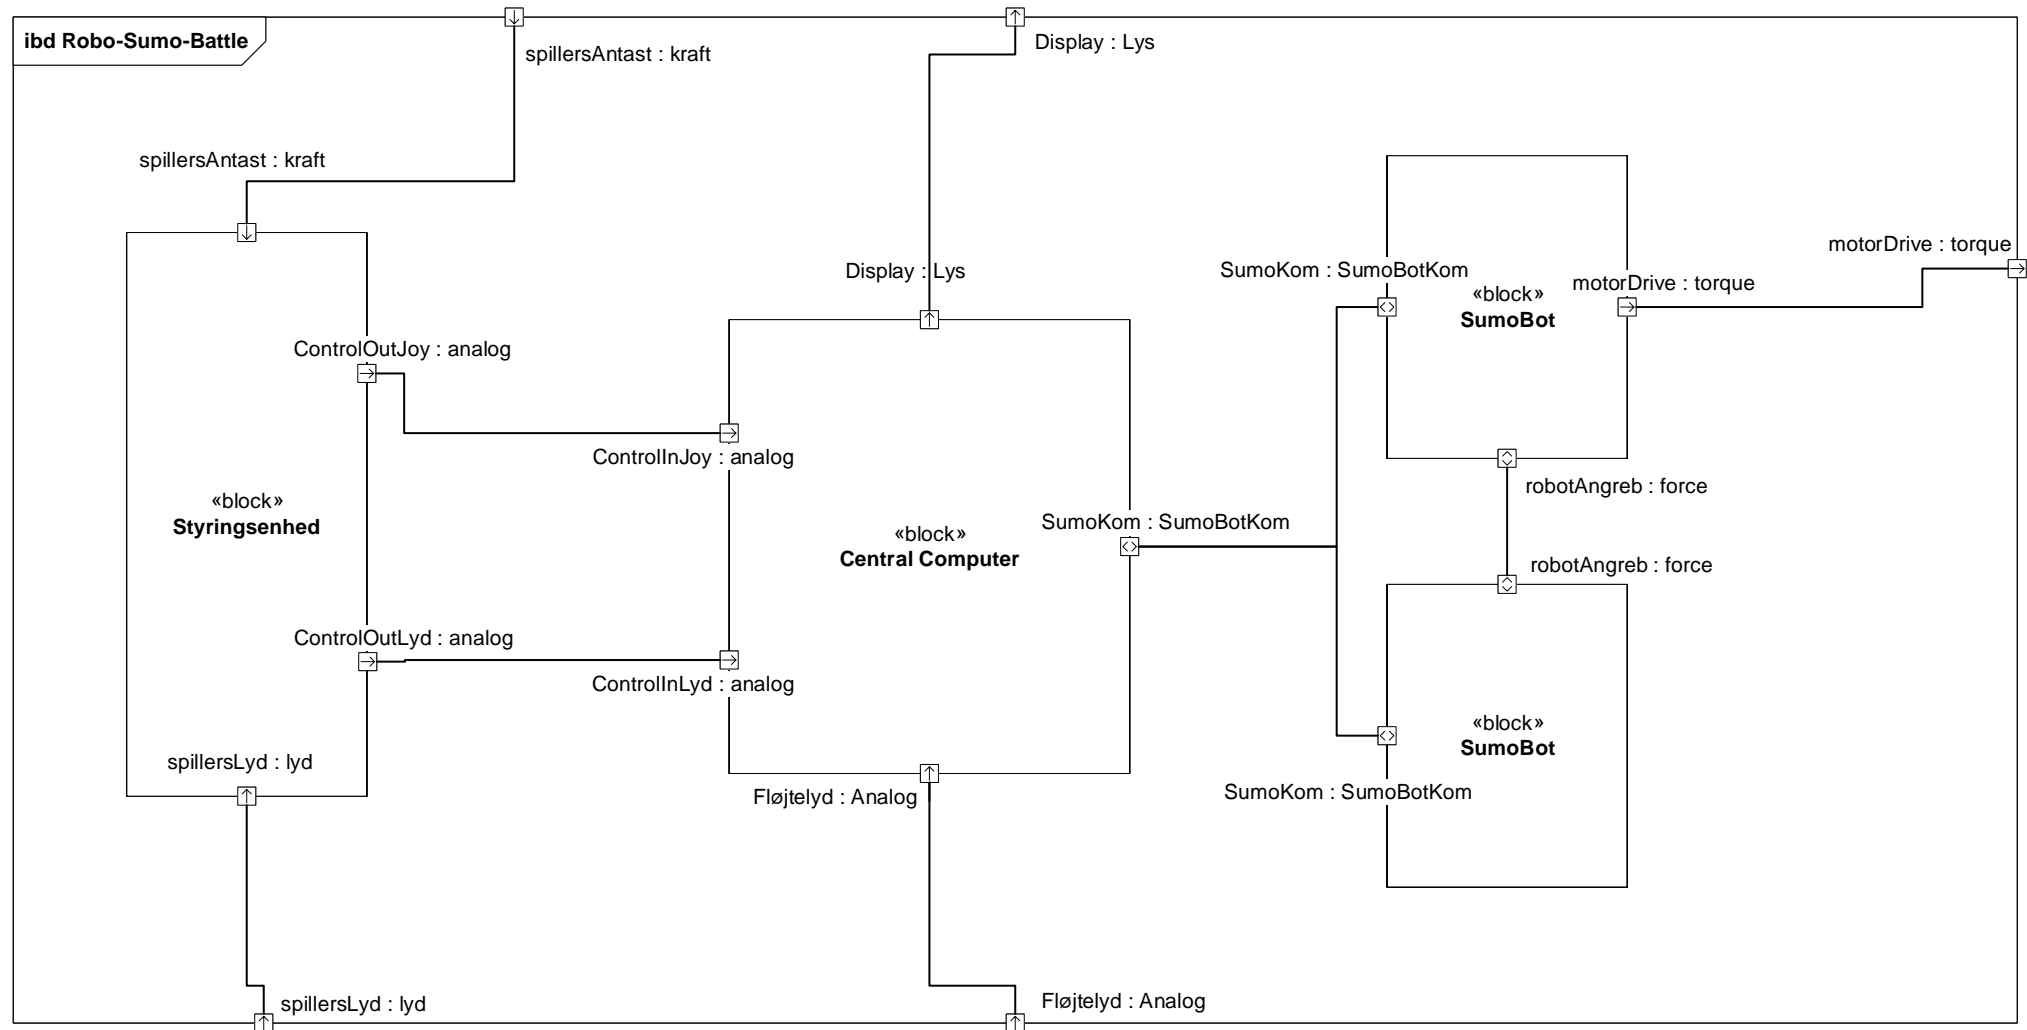 ibd Robo-Sumo-Battle
spillersAntast : kraft
Display : Lys
spillersAntast : kraft
motorDrive : torque
Display : Lys
SumoKom : SumoBotKom
motorDrive : torque
«block»
SumoBot
ControlOutJoy : analog
ControlInJoy : analog
robotAngreb : force
«block»
Styringsenhed
SumoKom : SumoBotKom
«block»
Central Computer
robotAngreb : force
ControlOutLyd : analog
ControlInLyd : analog
«block»
SumoBot
spillersLyd : lyd
Fløjtelyd : Analog
SumoKom : SumoBotKom
spillersLyd : lyd
Fløjtelyd : Analog